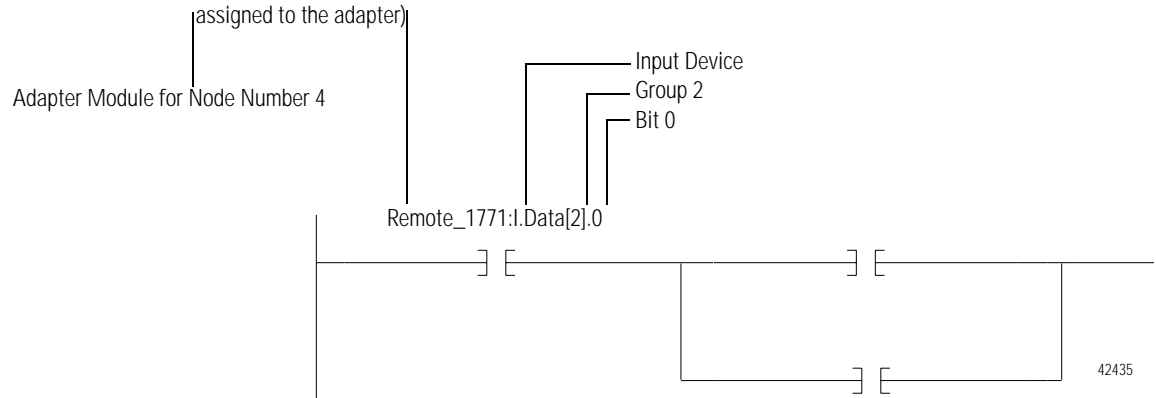 assigned to the adapter)
Input Device
Adapter Module for Node Number 4
Group 2
Bit 0
Remote_1771:I.Data[2].0
42435